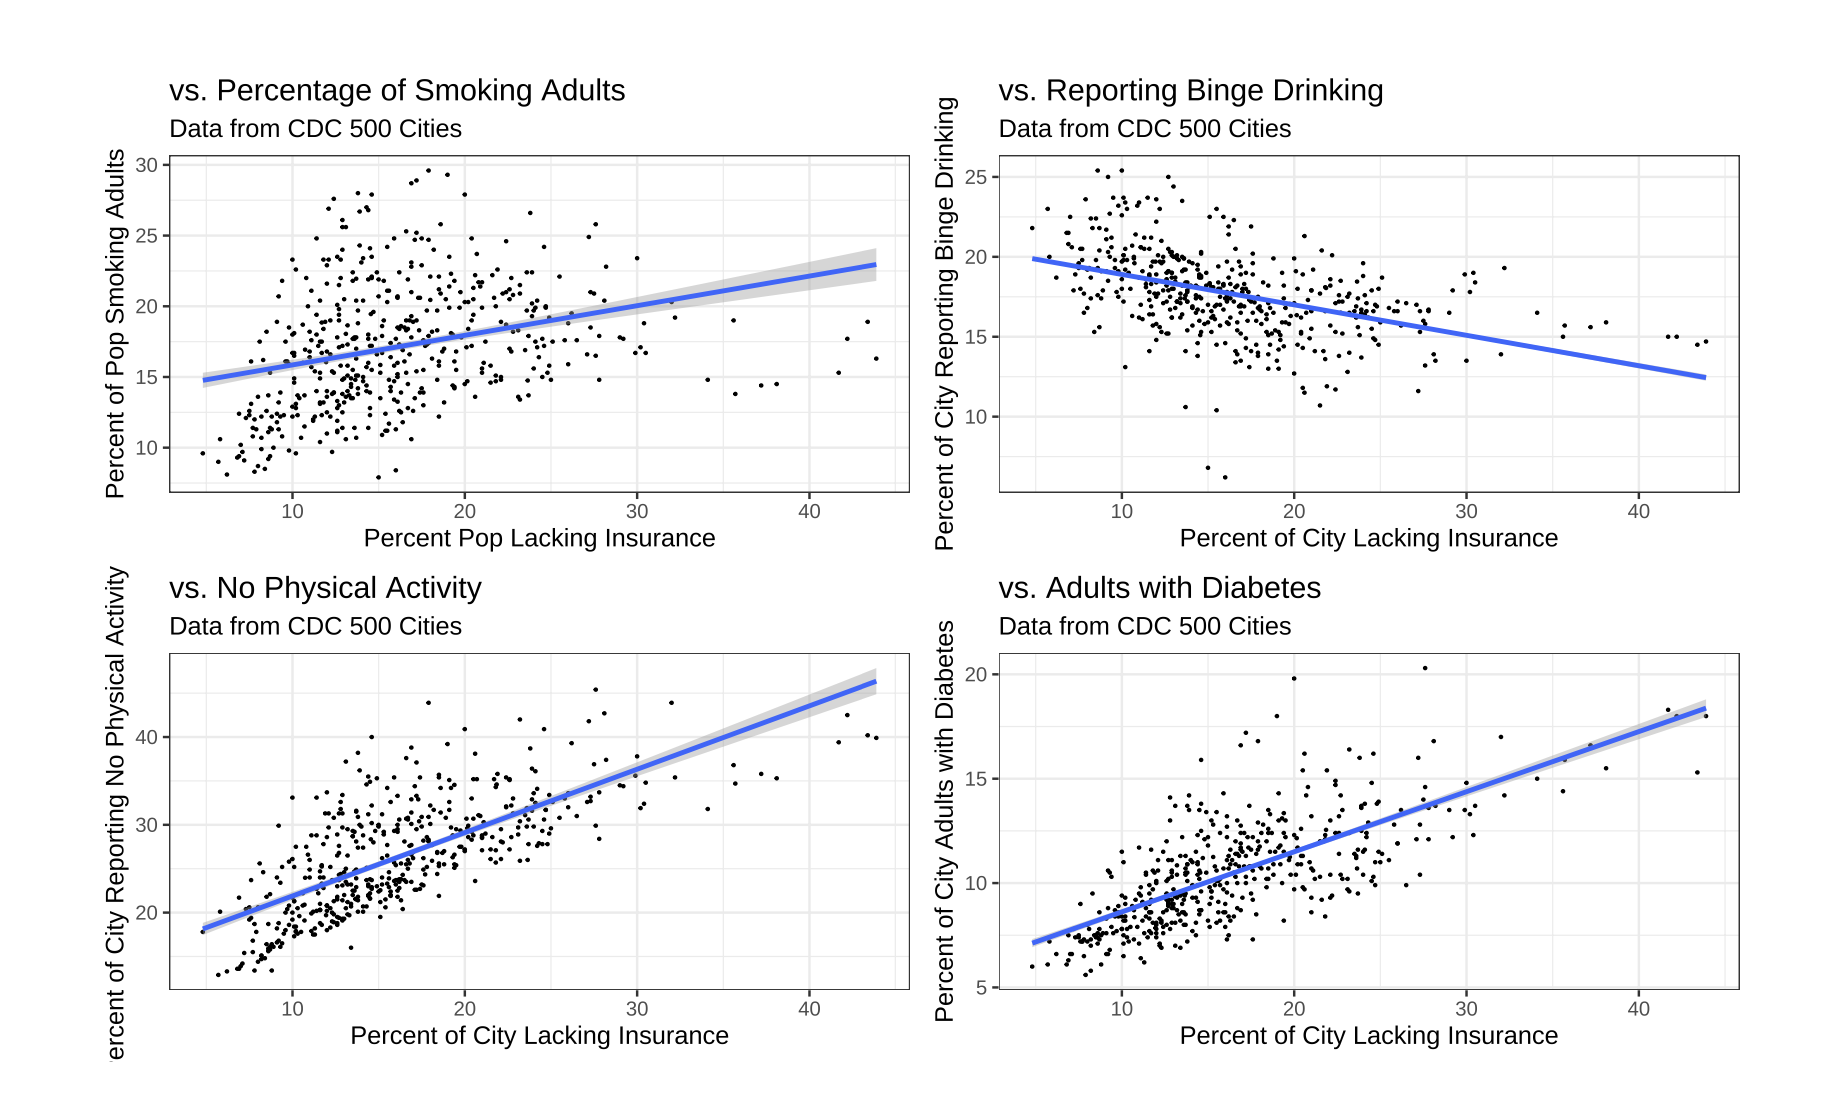 vs. Percentage of Smoking Adults
Data from CDC 500 Cities
Percent of Pop Smoking Adults
30
25
20
15
10
10 20 30 40
Percent Pop Lacking Insurance
vs. Reporting Binge Drinking
Data from CDC 500 Cities
Percent of City Reporting Binge Drinking
25
20
15
10
10 20 30 40
Percent of City Lacking Insurance
vs. No Physical Activity
Data from CDC 500 Cities
ercent of City Reporting No Physical Activity
40
30
20
10 20 30 40
Percent of City Lacking Insurance
vs. Adults with Diabetes
Data from CDC 500 Cities
Percent of City Adults with Diabetes
20
15
10
5
10 20 30 40
Percent of City Lacking Insurance